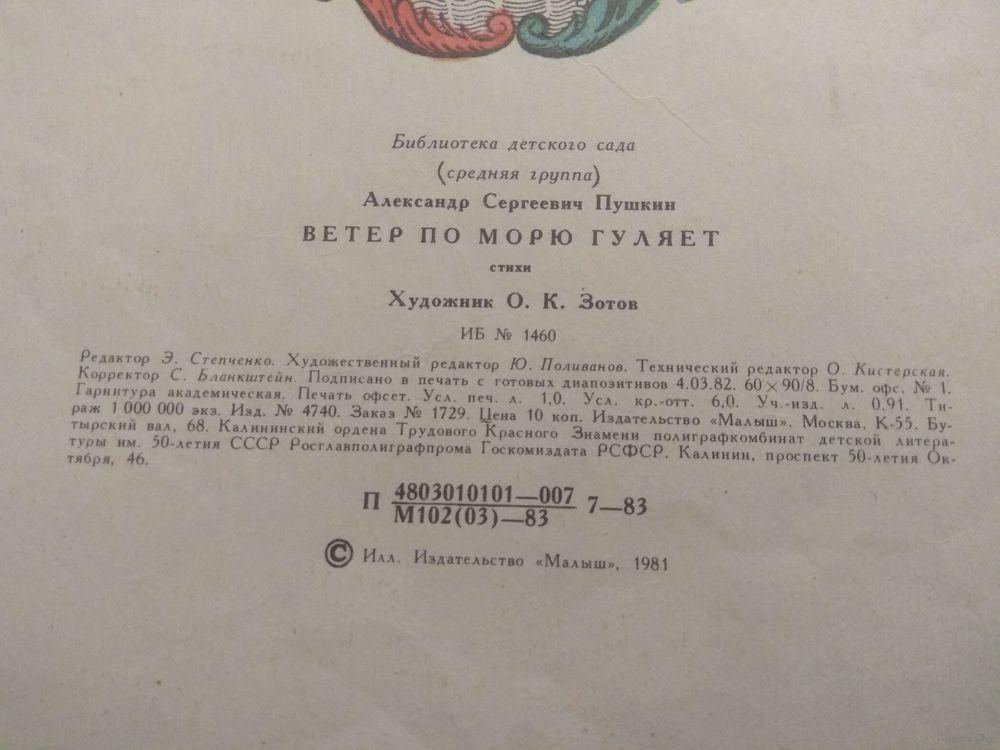 Библиотека детского сада
(средняя группа)
Александр Сергеевич Пушкин
ВЕТЕР ПО МОРЮ ГУЛЯЕТ
стихи
Художник О. К. Зотов
ИБ № 1460
Редактор Э. Степченко. Художественный редактор Ю. Поливанов. Технический редактор О. Кистерская.
Корректор С. Бланкштейн. Подписано в печать с готовых диапозитивов 4.03.82. 60×90/8. Бум. офс. № 1.
Гарнитура академическая. Печать офсет. Усл. печ. л. 1,0. Усл. кр.-отт. 6,0. Уч.-изд. л. 0,91. Ти-
раж 1 000 000 экз. Изд. № 4740. Заказ № 1729. Цена 10 коп. Издательство «Малыш». Москва, К-55. Бу-
тырский вал, 68. Калининский ордена Трудового Красного Знамени полиграфкомбинат детской литера-
туры им. 50-летия СССР Росглавполиграфпрома Госкомиздата РСФСР. Калинин, проспект 50-летия Ок-
тября, 46.
П 4803010101—007 7—83
М102(03)—83
© Илл. Издательство «Малыш», 1981